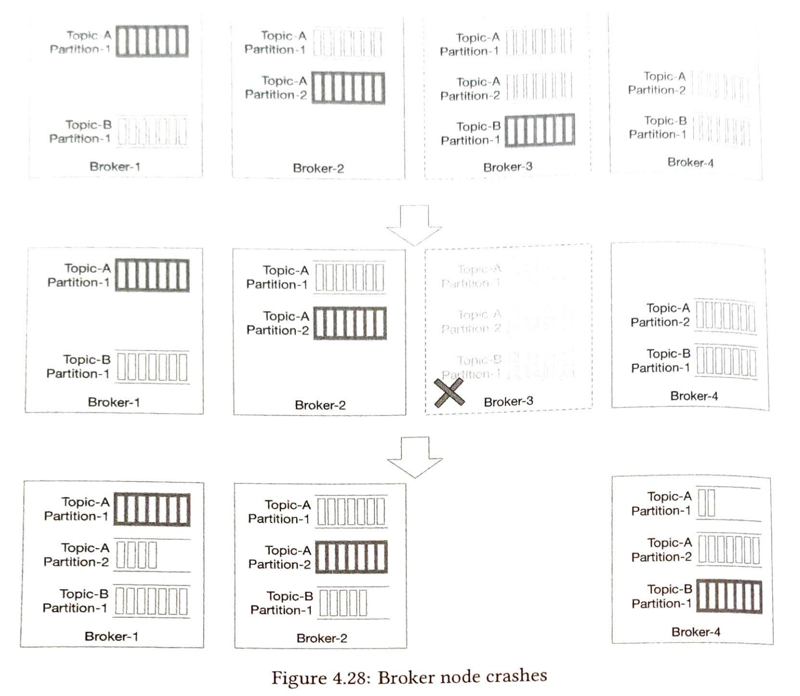 Topic-A
Partition-1
Topic-B
Partition-1
Broker-1
Topic-A
Partition-1
Topic-A
Partition-2
Broker-2
Topic-A
Partition-1
Topic-A
Partition-2
Topic-B
Partition-1
Broker-3
Topic-A
Partition-2
Topic-B
Partition-1
Broker-4
Topic-A
Partition-1
Topic-B
Partition-1
Broker-1
Topic-A
Partition-1
Topic-A
Partition-2
Broker-2
Topic-A
Partition-1
Topic-A
Partition-2
Topic-B
Partition-1
Broker-3
Topic-A
Partition-2
Topic-B
Partition-1
Broker-4
Topic-A
Partition-1
Topic-A
Partition-2
Topic-B
Partition-1
Broker-1
Topic-A
Partition-1
Topic-A
Partition-2
Topic-B
Partition-1
Broker-2
Topic-A
Partition-1
Topic-A
Partition-2
Topic-B
Partition-1
Broker-4
Figure 4.28: Broker node crashes